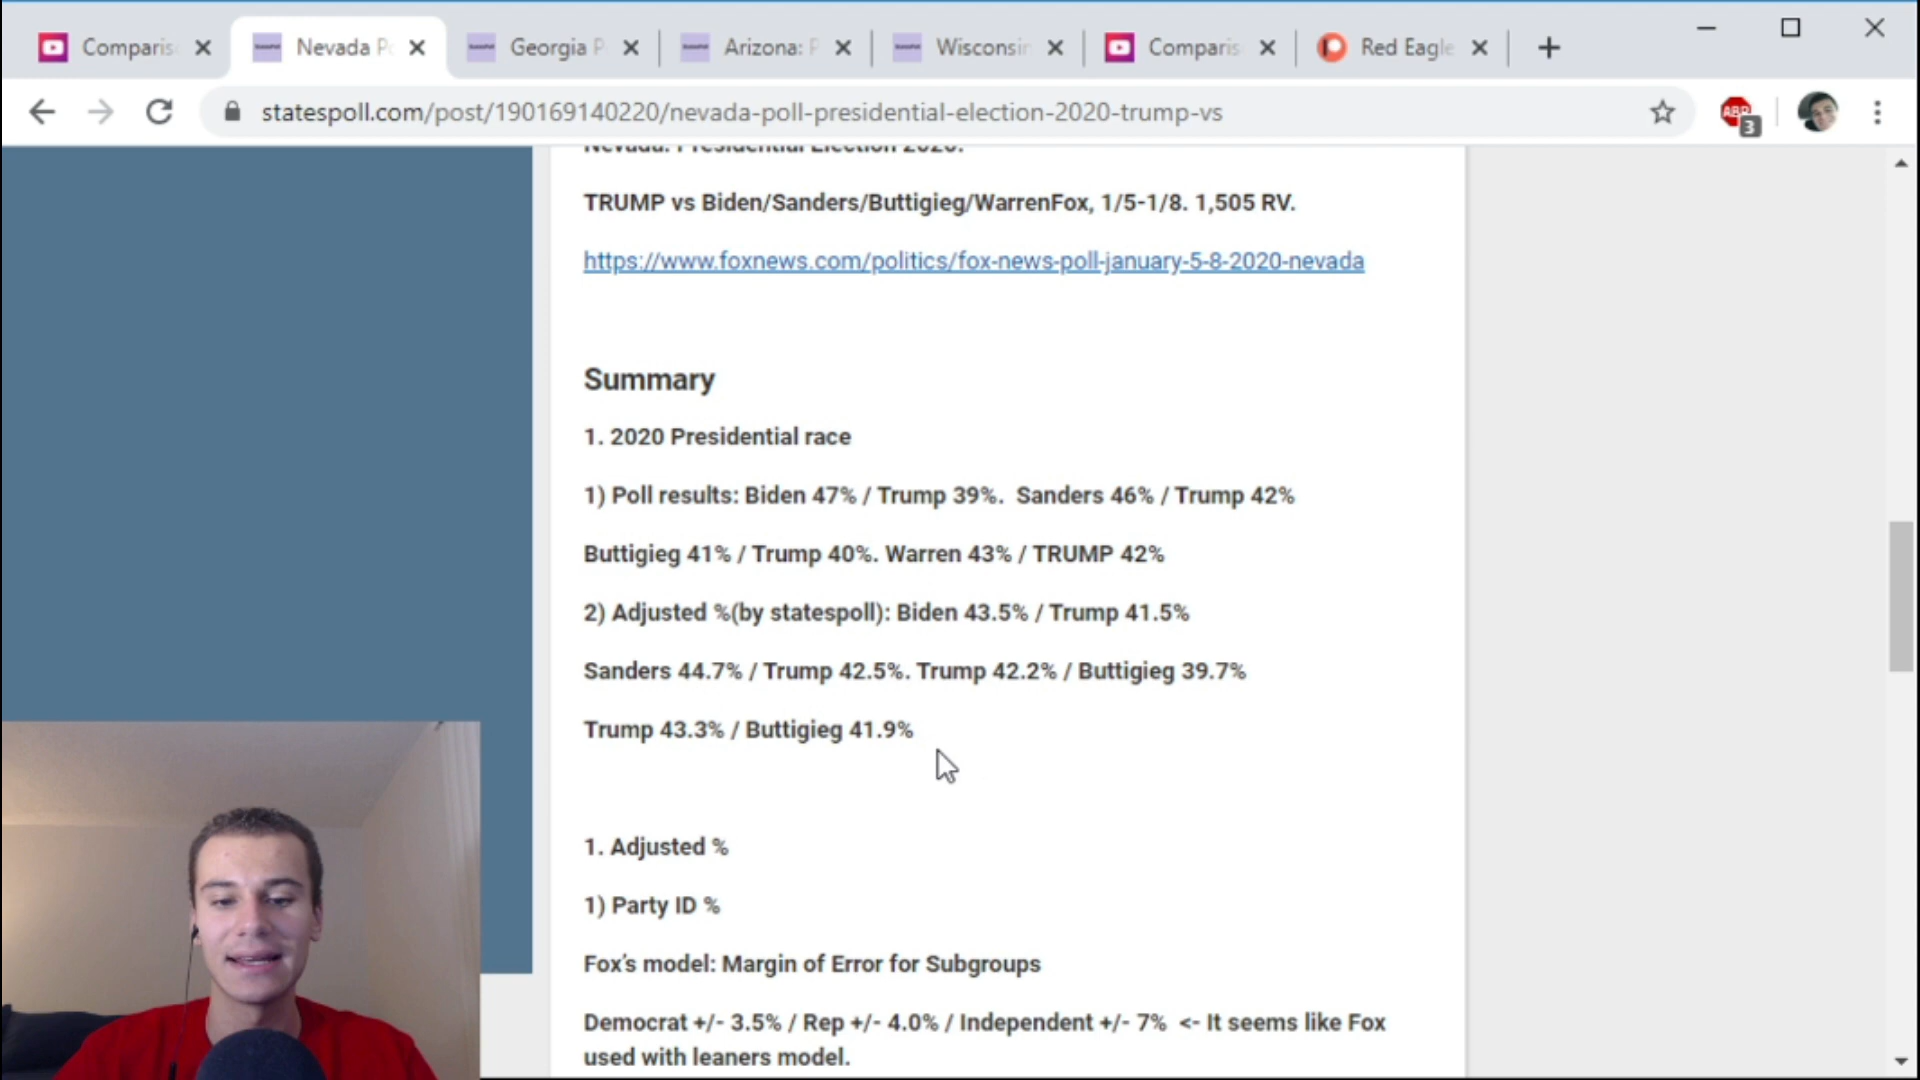 Comparis
Nevada P
Georgia P
Arizona: P
Wisconsin
Comparis
Red Eagle
statespoll.com/post/190169140220/nevada-poll-presidential-election-2020-trump-vs
ABP
3
Nevada: Presidential Election 2020.
TRUMP vs Biden/Sanders/Buttigieg/WarrenFox, 1/5-1/8. 1,505 RV.
https://www.foxnews.com/politics/fox-news-poll-january-5-8-2020-nevada
Summary
1. 2020 Presidential race
1) Poll results: Biden 47% / Trump 39%. Sanders 46% / Trump 42%
Buttigieg 41% / Trump 40%. Warren 43% / TRUMP 42%
2) Adjusted %(by statespoll): Biden 43.5% / Trump 41.5%
Sanders 44.7% / Trump 42.5%. Trump 42.2% / Buttigieg 39.7%
Trump 43.3% / Buttigieg 41.9%
1. Adjusted %
1) Party ID %
Fox's model: Margin of Error for Subgroups
Democrat +/- 3.5% / Rep +/- 4.0% / Independent +/- 7% <- It seems like Fox
used with leaners model.